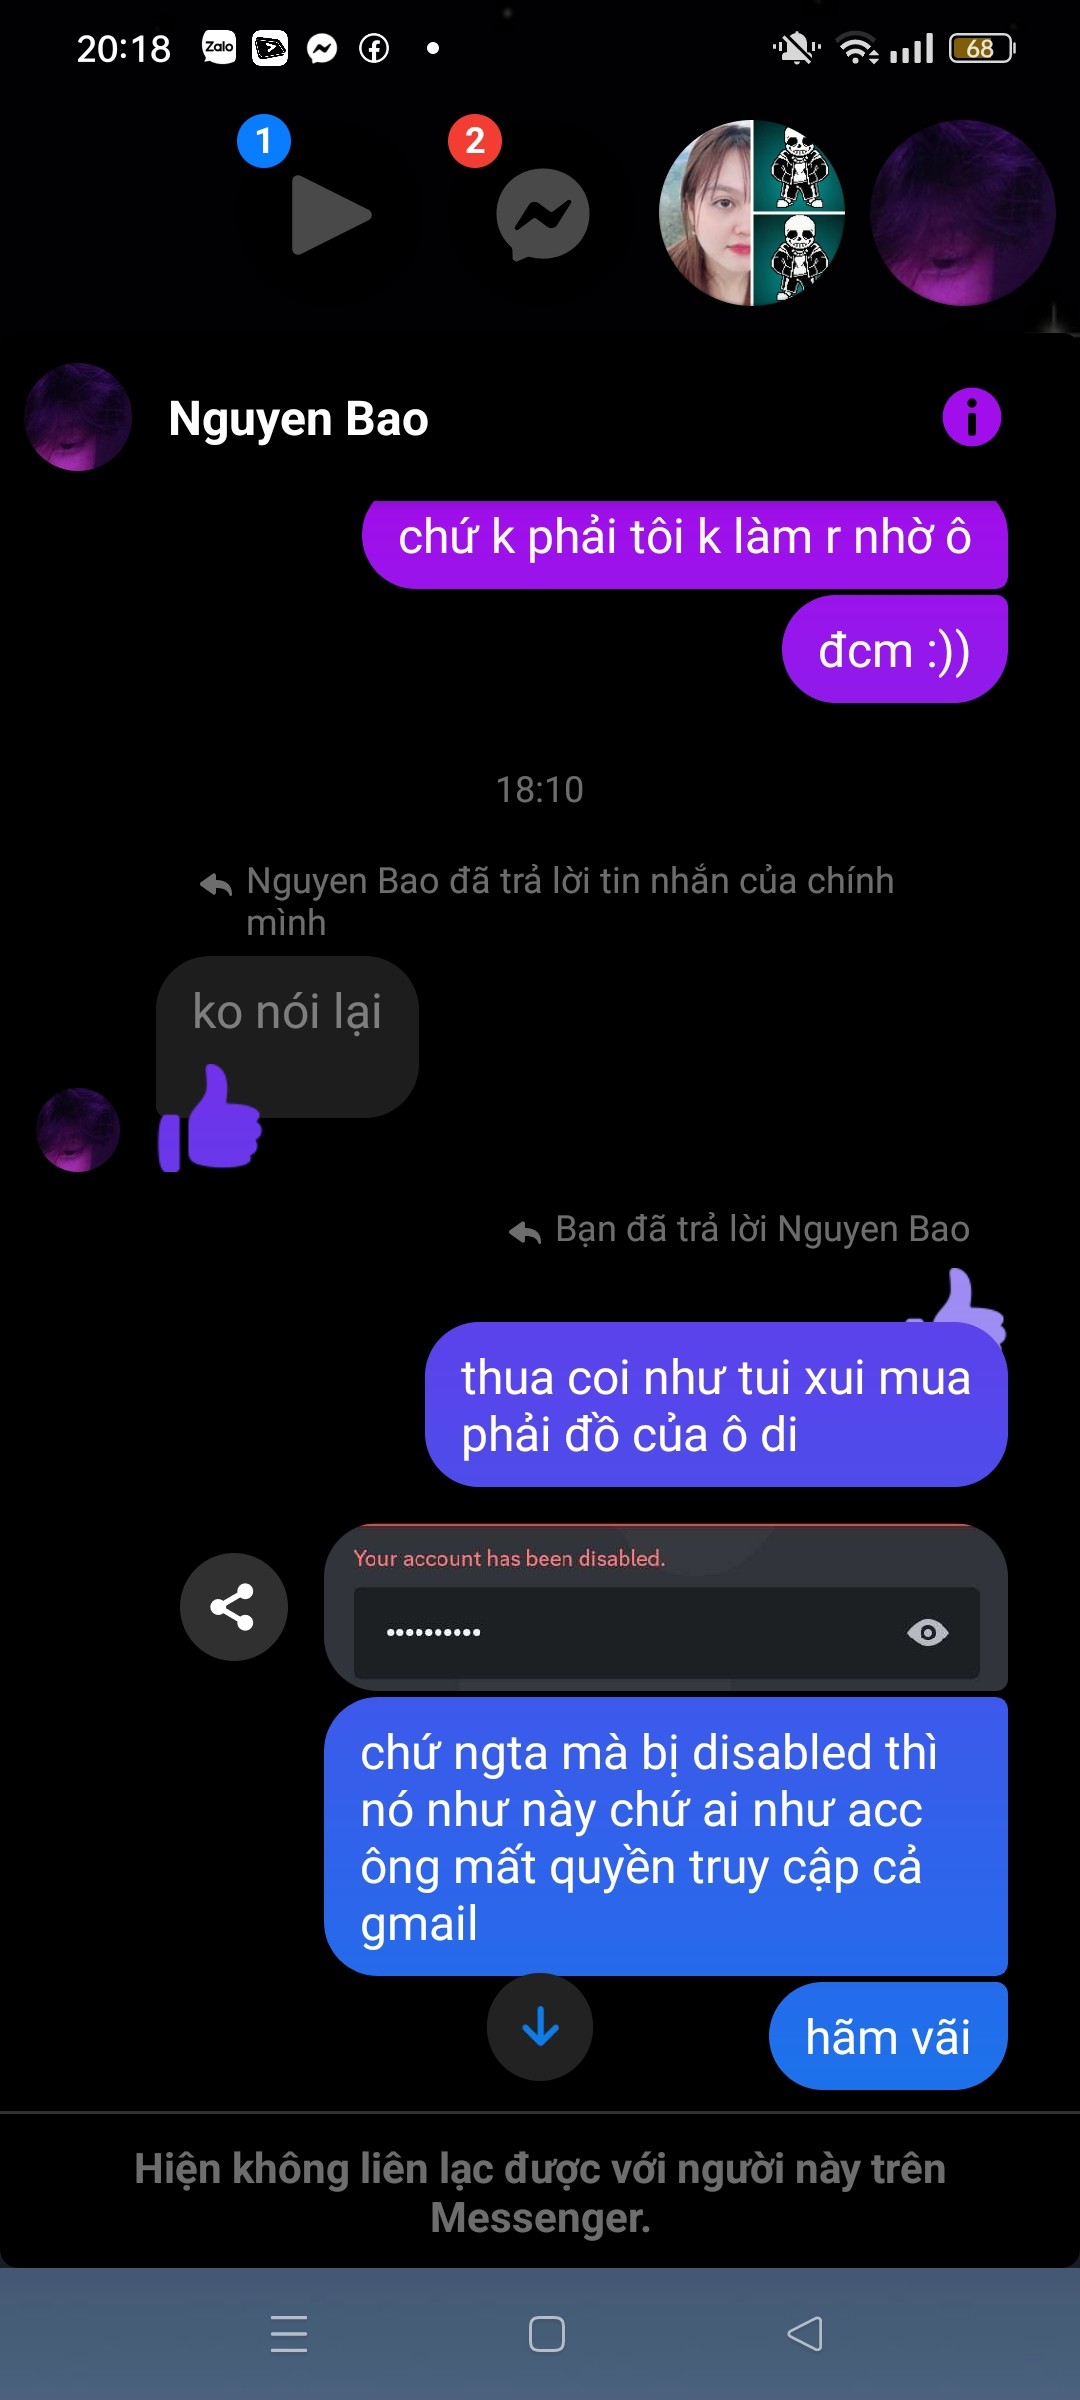 20:18
Zalo
68
1
2
Nguyen Bao
chứ k phải tôi k làm r nhờ ô
đcm :))
18:10
Nguyen Bao đã trả lời tin nhắn của chính
mình
ko nói lại
Bạn đã trả lời Nguyen Bao
thua coi như tui xui mua
phải đồ của ô di
Your account has been disabled.
••••••••••
chứ ngta mà bị disabled thì
nó như này chứ ai như acc
ông mất quyền truy cập cả
gmail
hãm vãi
Hiện không liên lạc được với người này trên
Messenger.